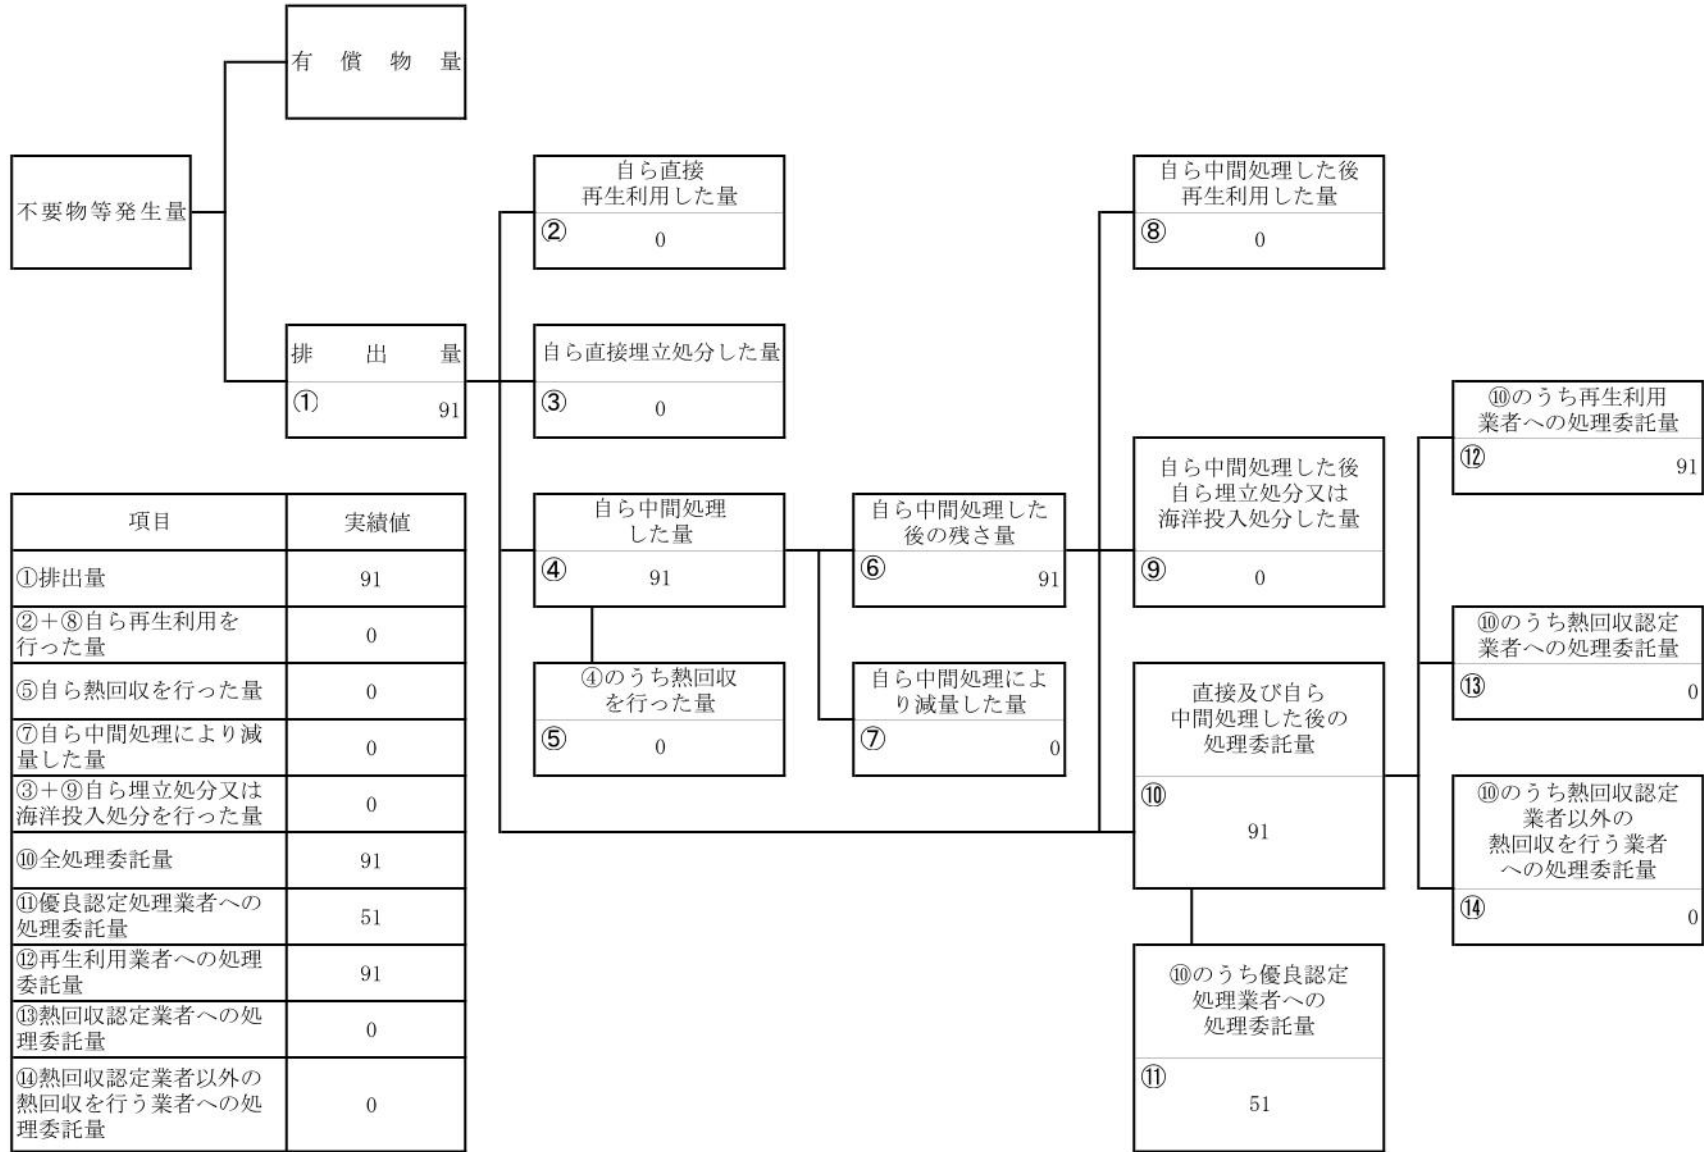 有償物量
不要物等発生量
排出量
①
91
自ら直接
再生利用した量
②
0
自ら直接埋立処分した量
③
0
自ら中間処理
した量
④
91
④のうち熱回収
を行った量
⑤
0
自ら中間処理した
後の残さ量
⑥
91
自ら中間処理によ
り減量した量
⑦
0
自ら中間処理した後
再生利用した量
⑧
0
自ら中間処理した後
自ら埋立処分又は
海洋投入処分した量
⑨
0
直接及び自ら
中間処理した後の
処理委託量
⑩
91
⑩のうち優良認定
処理業者への
処理委託量
⑪
51
⑩のうち再生利用
業者への処理委託量
⑫
91
⑩のうち熱回収認定
業者への処理委託量
⑬
0
⑩のうち熱回収認定
業者以外の
熱回収を行う業者
への処理委託量
⑭
0
項目 実績値
①排出量 91
②+⑧自ら再生利用を
行った量 0
⑤自ら熱回収を行った量 0
⑦自ら中間処理により減
量した量 0
③+⑨自ら埋立処分又は
海洋投入処分を行った量 0
⑩全処理委託量 91
⑪優良認定処理業者への
処理委託量 51
⑫再生利用業者への処理
委託量 91
⑬熱回収認定業者への処
理委託量 0
⑭熱回収認定業者以外の
熱回収を行う業者への処
理委託量 0